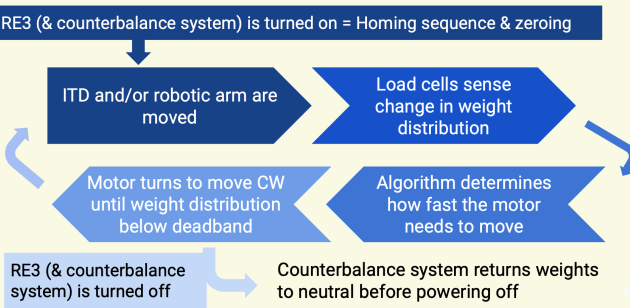 RE3 (& counterbalance system) is turned on = Homing sequence & zeroing
ITD and/or robotic arm are
moved
Load cells sense
change in weight
distribution
Algorithm determines
how fast the motor
needs to move
Motor turns to move CW
until weight distribution
below deadband
RE3 (& counterbalance
system) is turned off
Counterbalance system returns weights
to neutral before powering off